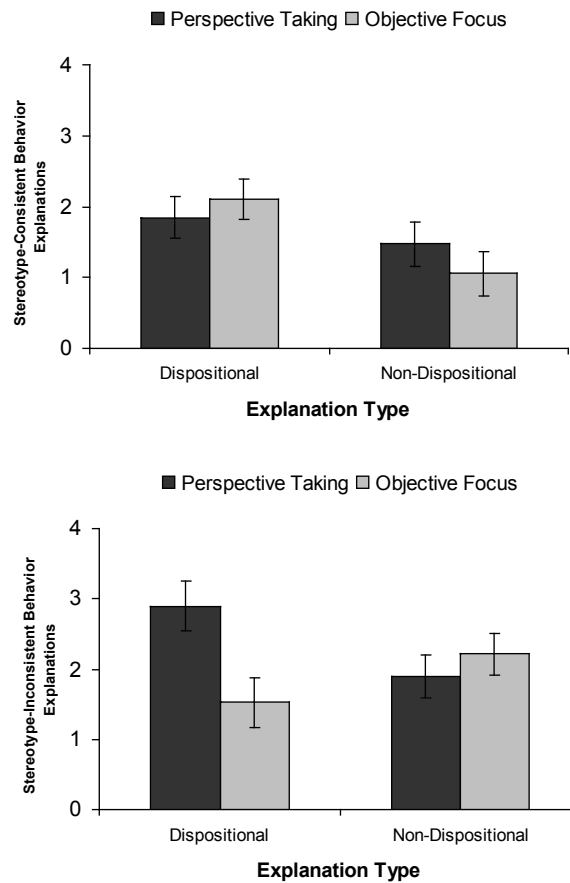 Perspective Taking Objective Focus
4
3
2
1
0
Stereotype-Consistent Behavior
Explanations
Dispositional Non-Dispositional
Explanation Type
Perspective Taking Objective Focus
4
3
2
1
0
Stereotype-Inconsistent Behavior
Explanations
Dispositional Non-Dispositional
Explanation Type